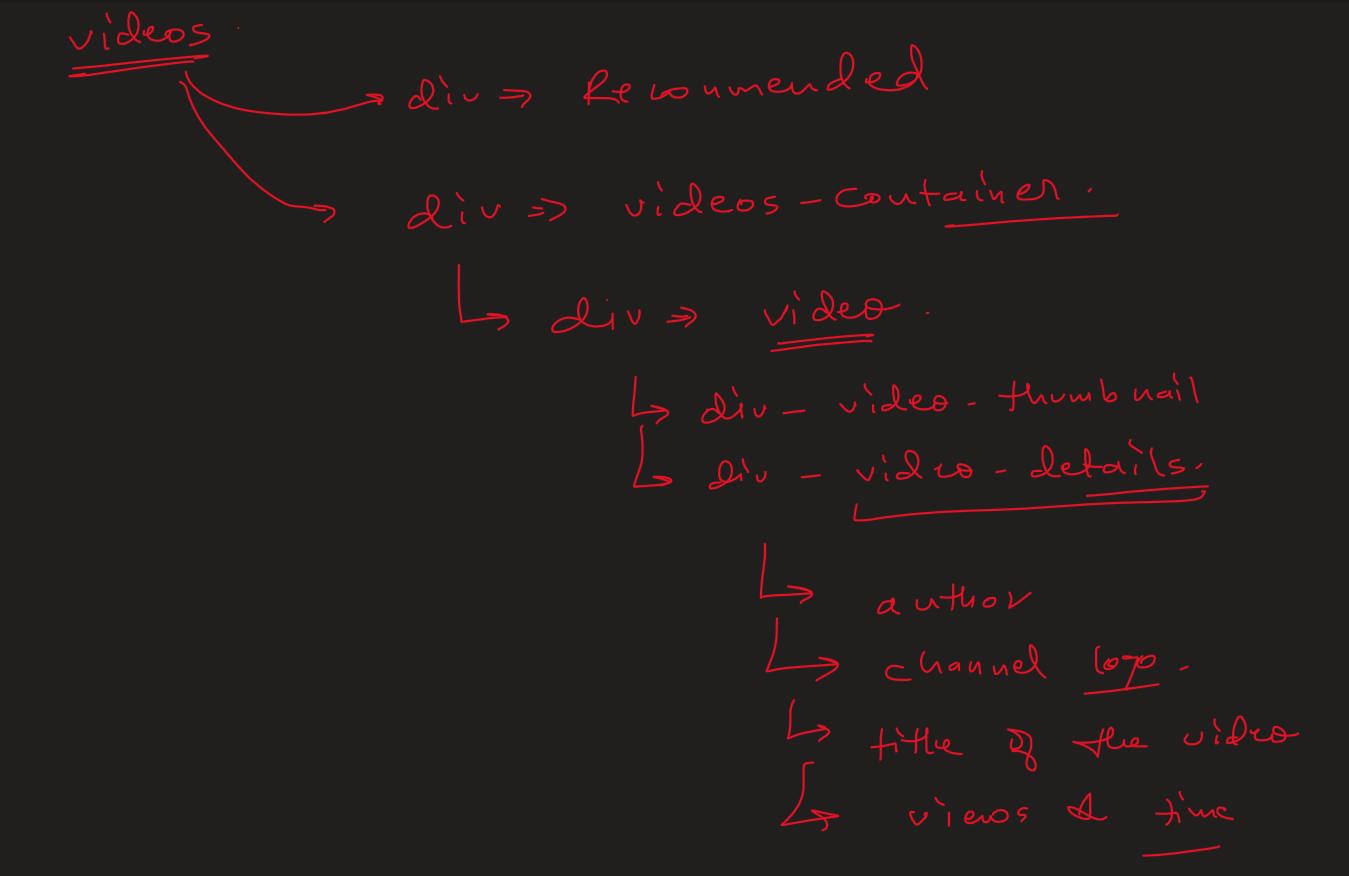 videos
div ⇒ Recommended
div ⇒ videos - container.
div ⇒ video.
div - video - thumbnail
div - video - details.
author
channel logo.
title of the video
views & time